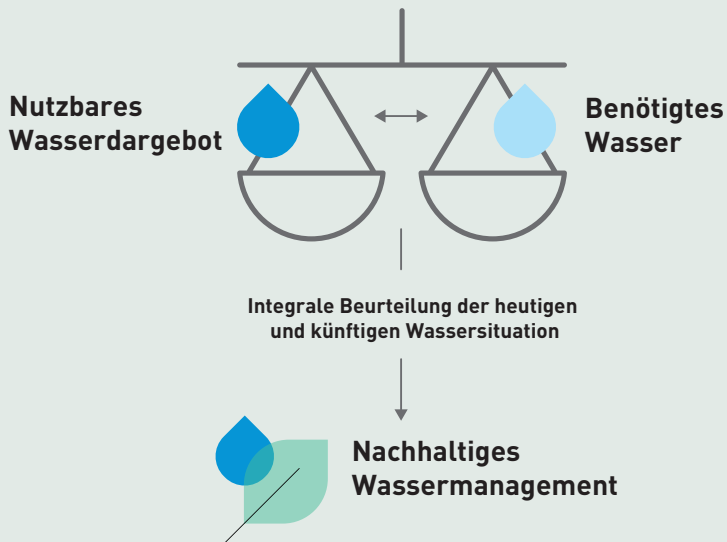 Nutzbares
Wasserdargebot
Benötigtes
Wasser
Integrale Beurteilung der heutigen
und künftigen Wassersituation
Nachhaltiges
Wassermanagement